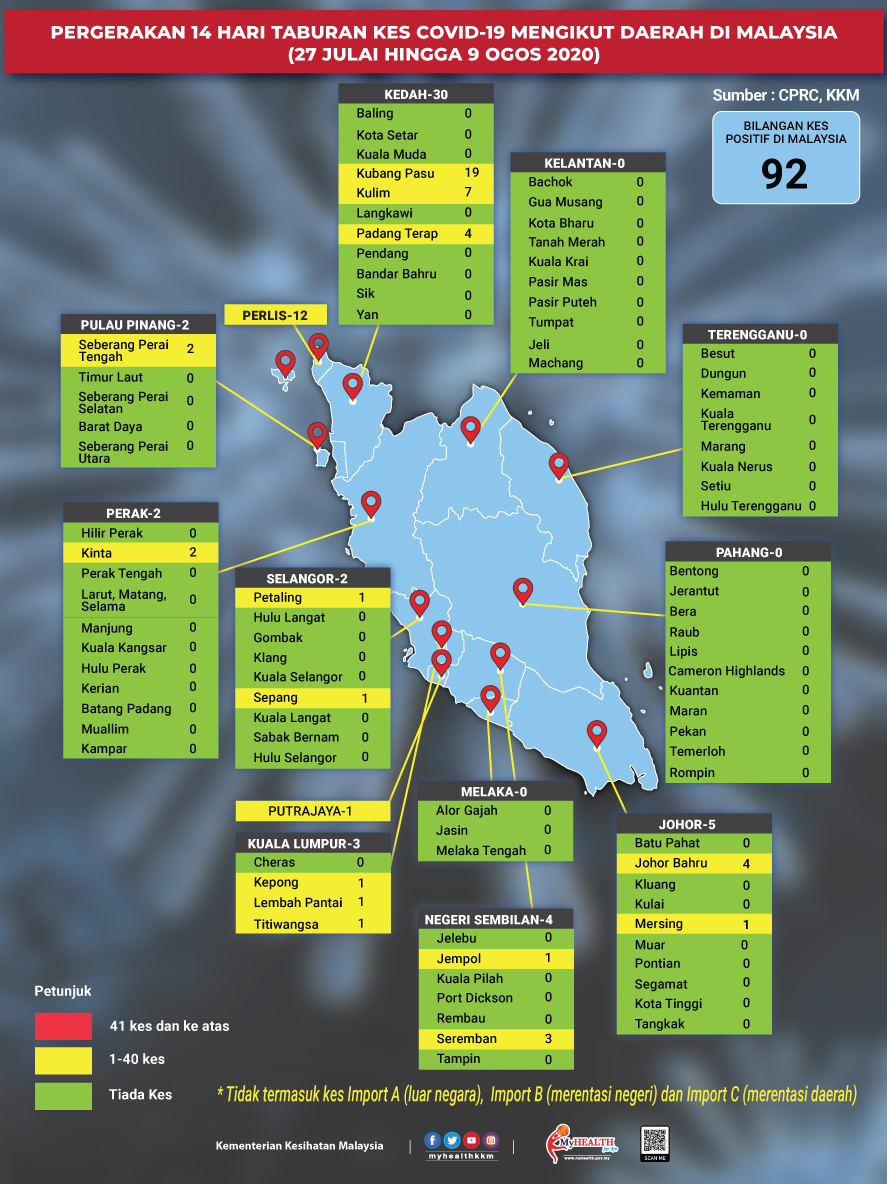 PERGERAKAN 14 HARI TABURAN KES COVID-19 MENGIKUT DAERAH DI MALAYSIA
(27 JULAI HINGGA 9 OGOS 2020)
Sumber : CPRC, KKM
BILANGAN KES
POSITIF DI MALAYSIA
92
KEDAH-30
Baling 0
Kota Setar 0
Kuala Muda 0
Kubang Pasu 19
Kulim 7
Langkawi 0
Padang Terap 4
Pendang 0
Bandar Bahru 0
Sik 0
Yan 0
KELANTAN-0
Bachok 0
Gua Musang 0
Kota Bharu 0
Tanah Merah 0
Kuala Krai 0
Pasir Mas 0
Pasir Puteh 0
Tumpat 0
Jeli 0
Machang 0
PERLIS-12
PULAU PINANG-2
Seberang Perai
Tengah 2
Timur Laut 0
Seberang Perai
Selatan 0
Barat Daya 0
Seberang Perai
Utara 0
TERENGGANU-0
Besut 0
Dungun 0
Kemaman 0
Kuala
Terengganu 0
Marang 0
Kuala Nerus 0
Setiu 0
Hulu Terengganu 0
PERAK-2
Hilir Perak 0
Kinta 2
Perak Tengah 0
Larut, Matang,
Selama 0
Manjung 0
Kuala Kangsar 0
Hulu Perak 0
Kerian 0
Batang Padang 0
Muallim 0
Kampar 0
SELANGOR-2
Petaling 1
Hulu Langat 0
Gombak 0
Klang 0
Kuala Selangor 0
Sepang 1
Kuala Langat 0
Sabak Bernam 0
Hulu Selangor 0
PAHANG-0
Bentong 0
Jerantut 0
Bera 0
Raub 0
Lipis 0
Cameron Highlands 0
Kuantan 0
Maran 0
Pekan 0
Temerloh 0
Rompin 0
PUTRAJAYA-1
KUALA LUMPUR-3
Cheras 0
Kepong 1
Lembah Pantai 1
Titiwangsa 1
MELAKA-0
Alor Gajah 0
Jasin 0
Melaka Tengah 0
NEGERI SEMBILAN-4
Jelebu 0
Jempol 1
Kuala Pilah 0
Port Dickson 0
Rembau 0
Seremban 3
Tampin 0
JOHOR-5
Batu Pahat 0
Johor Bahru 4
Kluang 0
Kulai 0
Mersing 1
Muar 0
Pontian 0
Segamat 0
Kota Tinggi 0
Tangkak 0
Petunjuk
41 kes dan ke atas
1-40 kes
Tiada Kes
* Tidak termasuk kes Import A (luar negara), Import B (merentasi negeri) dan Import C (merentasi daerah)
Kementerian Kesihatan Malaysia
myhealthkkm
MyHEALTH
for life
www.myhealth.gov.my
SCAN ME